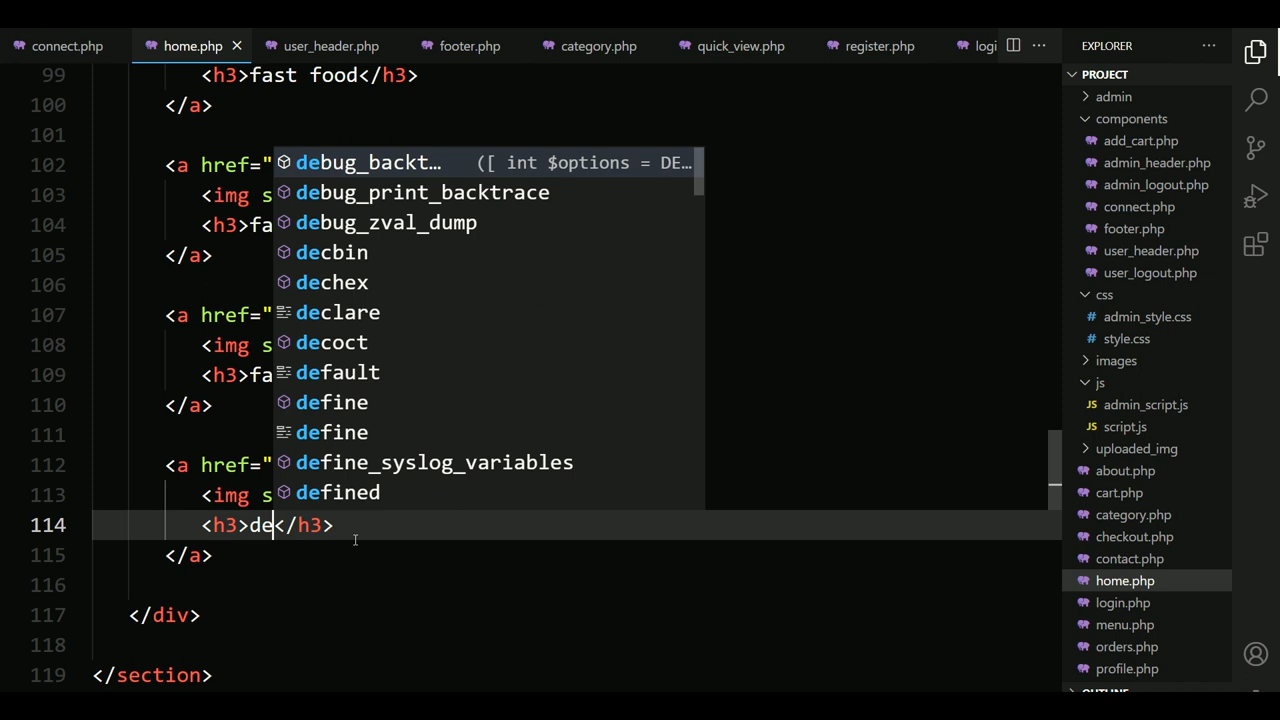 connect.php
home.php
user_header.php
footer.php
category.php
quick_view.php
register.php
logi
EXPLORER
99 <h3>fast food</h3>
100 </a>
101
102 <a href="
103 <img s
104 <h3>fa
105 </a>
106
107 <a href="
108 <img s
109 <h3>fa
110 </a>
111
112 <a href="
113 <img s
114 <h3>de</h3>
115 </a>
116
117 </div>
118
119 </section>
debug_backt... ([ int $options = DE...
debug_print_backtrace
debug_zval_dump
decbin
dechex
declare
decoct
default
define
define
define_syslog_variables
defined
PROJECT
admin
components
add_cart.php
admin_header.php
admin_logout.php
connect.php
footer.php
user_header.php
user_logout.php
css
# admin_style.css
# style.css
images
js
JS admin_script.js
JS script.js
uploaded_img
about.php
cart.php
category.php
checkout.php
contact.php
home.php
login.php
menu.php
orders.php
profile.php
OUTLINE